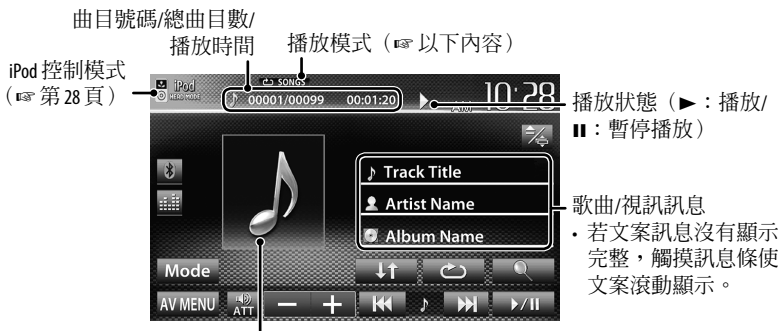 曲目號碼/總曲目數/
播放時間
播放模式（☞ 以下內容）
iPod 控制模式
（☞ 第 28 頁）
iPod
HEAD MODE
SONGS
00001/00099 00:01:20
AM 10:28
播放狀態（►：播放/
II：暫停播放）
Track Title
Artist Name
Album Name
歌曲/視訊訊息
• 若文案訊息沒有顯示
完整，觸摸訊息條使
文案滾動顯示。
Mode
AV MENU ATT − +